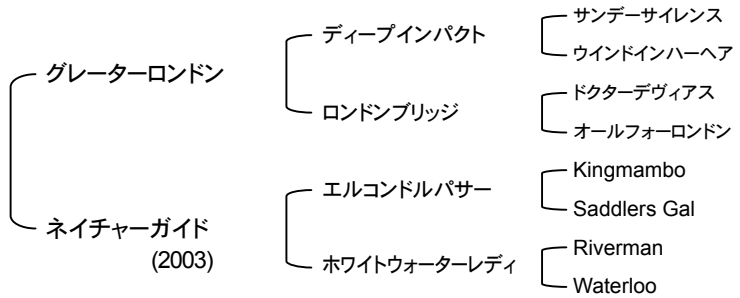 グレーターロンドン
ディープインパクト
サンデーサイレンス
ウインドインハーヘア
ロンドンブリッジ
ドクターデヴィアス
オールフォーロンドン
ネイチャーガイド
(2003)
エルコンドルパサー
Kingmambo
Saddlers Gal
ホワイトウォーターレディ
Riverman
Waterloo